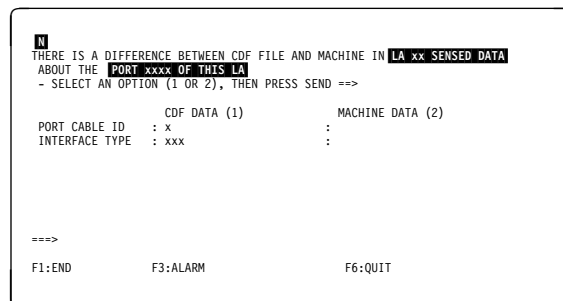 N
THERE IS A DIFFERENCE BETWEEN CDF FILE AND MACHINE IN LA xx SENSED DATA
ABOUT THE PORT xxxx OF THIS LA
- SELECT AN OPTION (1 OR 2), THEN PRESS SEND ==>
CDF DATA (1) MACHINE DATA (2)
PORT CABLE ID : x :
INTERFACE TYPE : xxx :
===>
F1:END F3:ALARM F6:QUIT